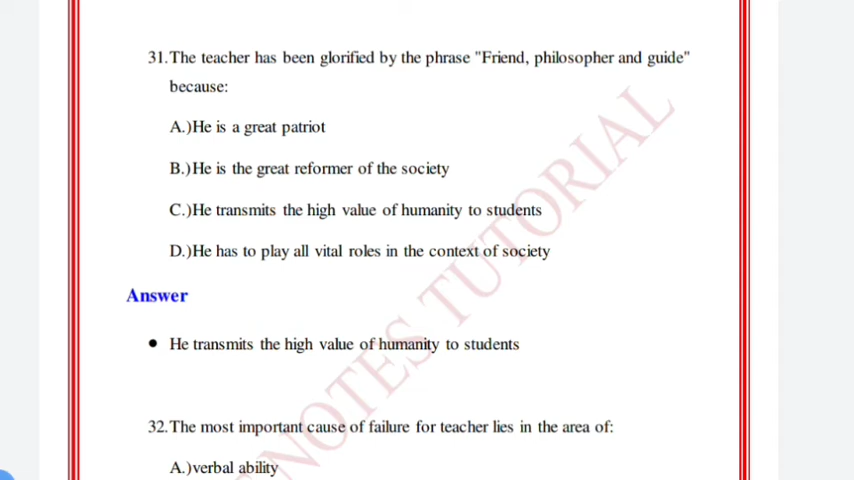 31.The teacher has been glorified by the phrase "Friend, philosopher and guide"
because:
A.)He is a great patriot
B.)He is the great reformer of the society
C.)He transmits the high value of humanity to students
D.)He has to play all vital roles in the context of society
Answer
● He transmits the high value of humanity to students
32.The most important cause of failure for teacher lies in the area of:
A.)verbal ability
NOTES TUTORIAL